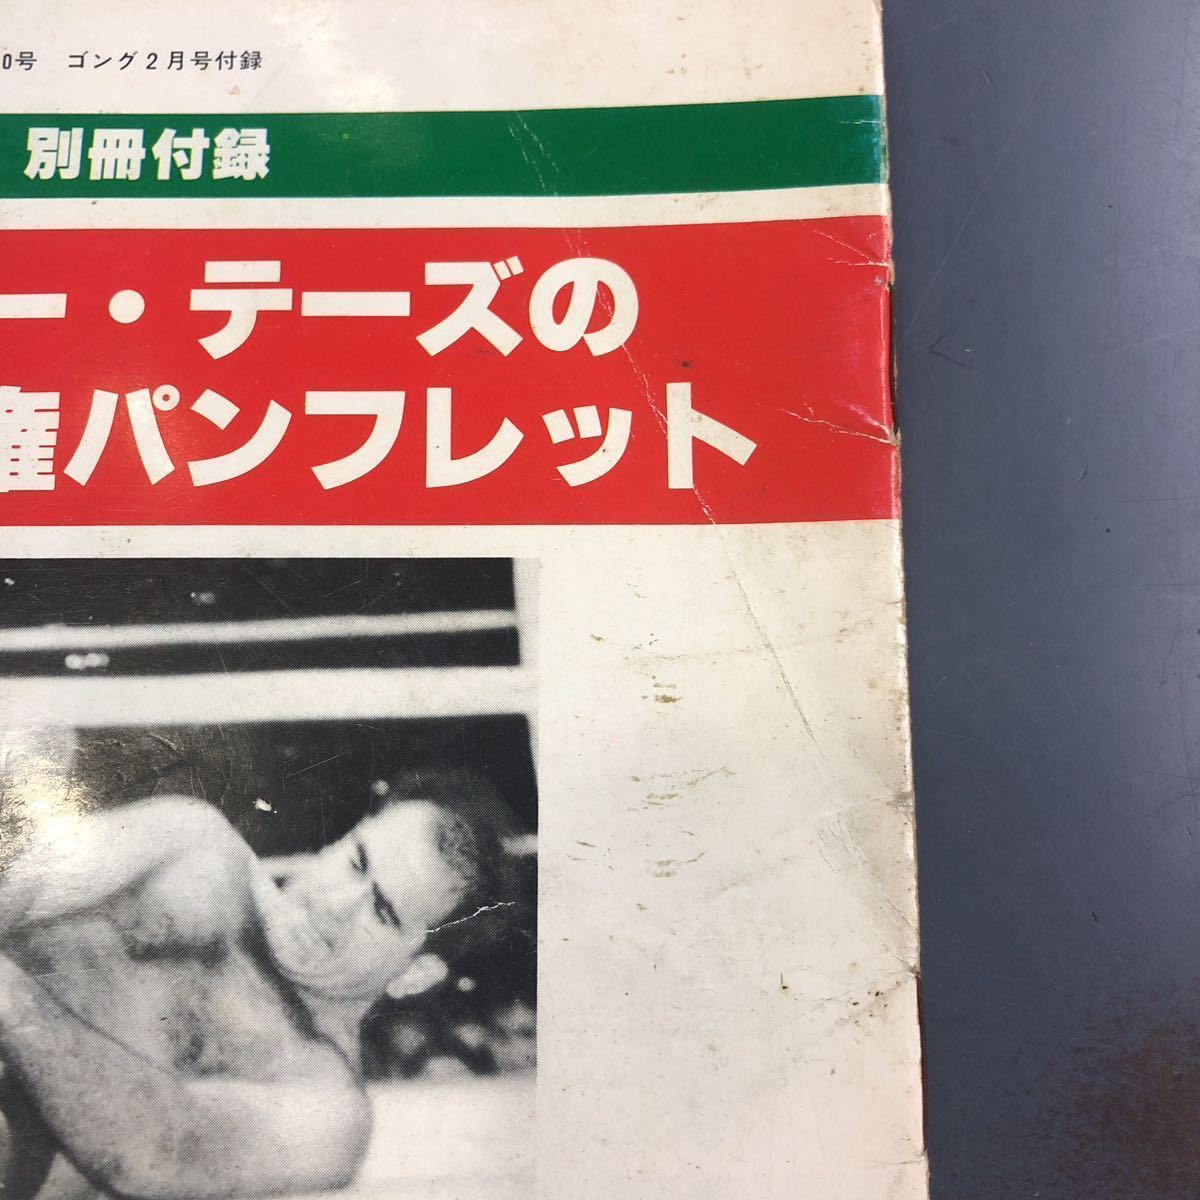 0号 ゴング2月号付録
別冊付録
ー・テーズの
権パンフレット